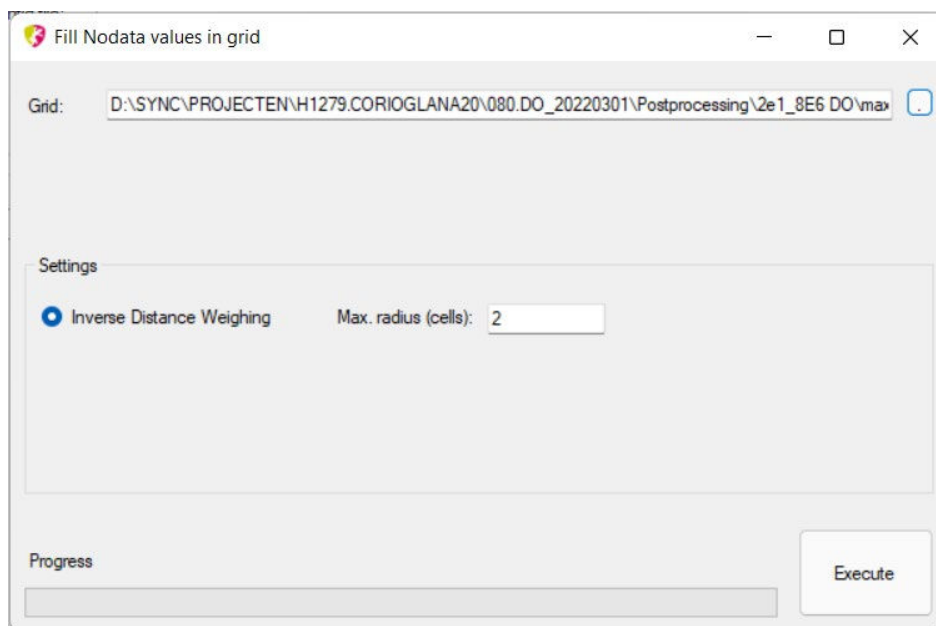 Fill Nodata values in grid
Grid: D:\SYNC\PROJECTEN\H1279.CORIOGLANA20\080.DO_20220301\Postprocessing\2e1_8E6 DO\max .
Settings
Inverse Distance Weighing Max. radius (cells): 2
Progress
Execute